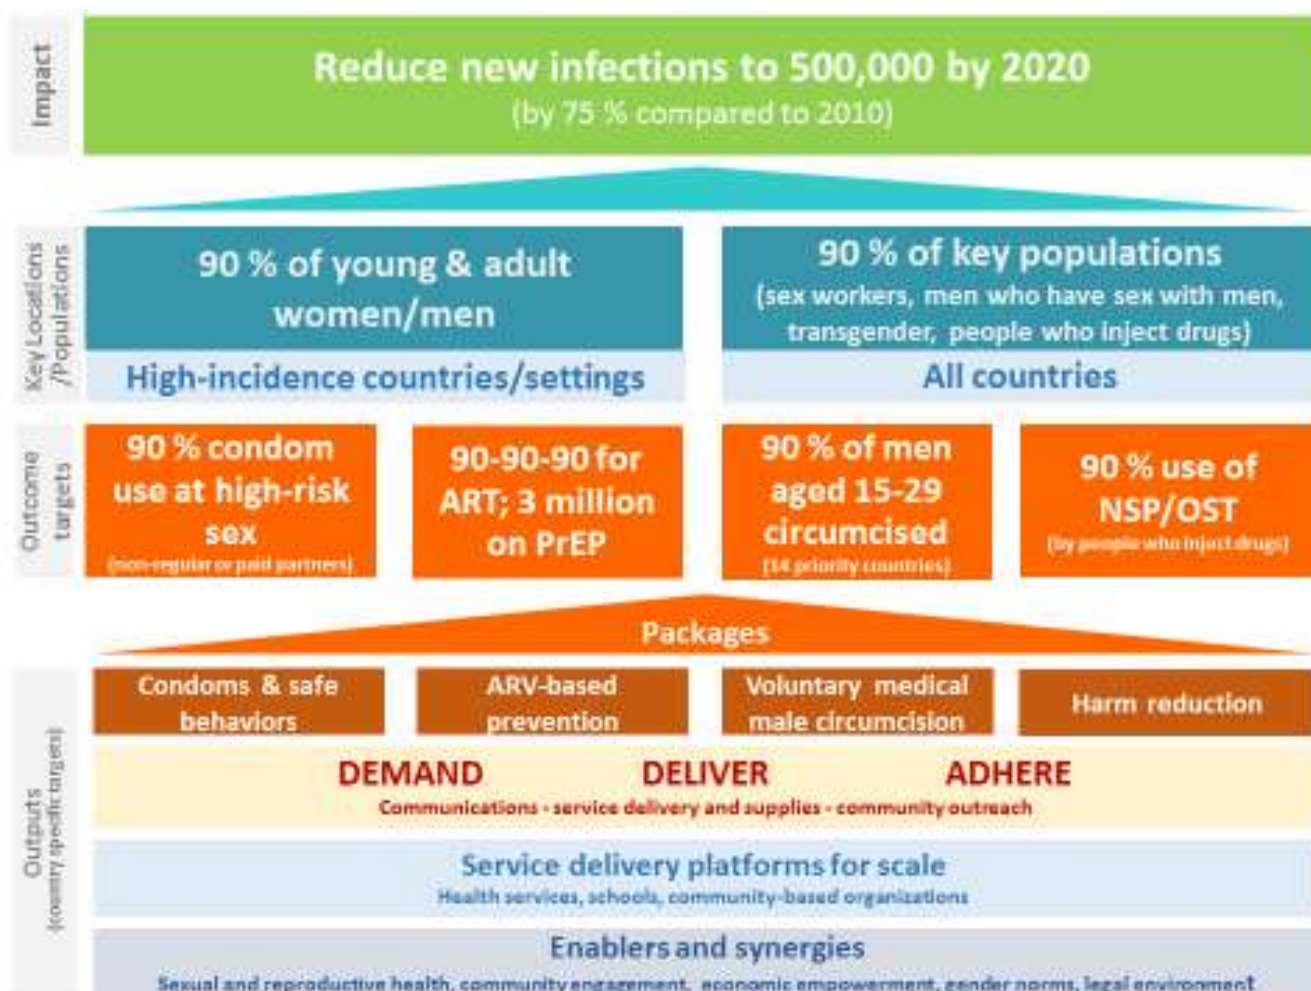 Impact
Reduce new infections to 500,000 by 2020
(by 75 % compared to 2010)
Key Locations
/Populations
90 % of young & adult
women/men
High-incidence countries/settings
90 % of key populations
(sex workers, men who have sex with men,
transgender, people who inject drugs)
All countries
Outcome
targets
90 % condom
use at high-risk
sex
(non-regular or paid partners)
90-90-90 for
ART; 3 million
on PrEP
90 % of men
aged 15-29
circumcised
(14 priority countries)
90 % use of
NSP/OST
(by people who inject drugs)
Packages
Outputs
(country specific targets)
Condoms & safe
behaviors
ARV-based
prevention
Voluntary medical
male circumcision
Harm reduction
DEMAND DELIVER ADHERE
Communications - service delivery and supplies - community outreach
Service delivery platforms for scale
Health services, schools, community-based organizations
Enablers and synergies
Sexual and reproductive health, community engagement, economic empowerment, gender norms, legal environment